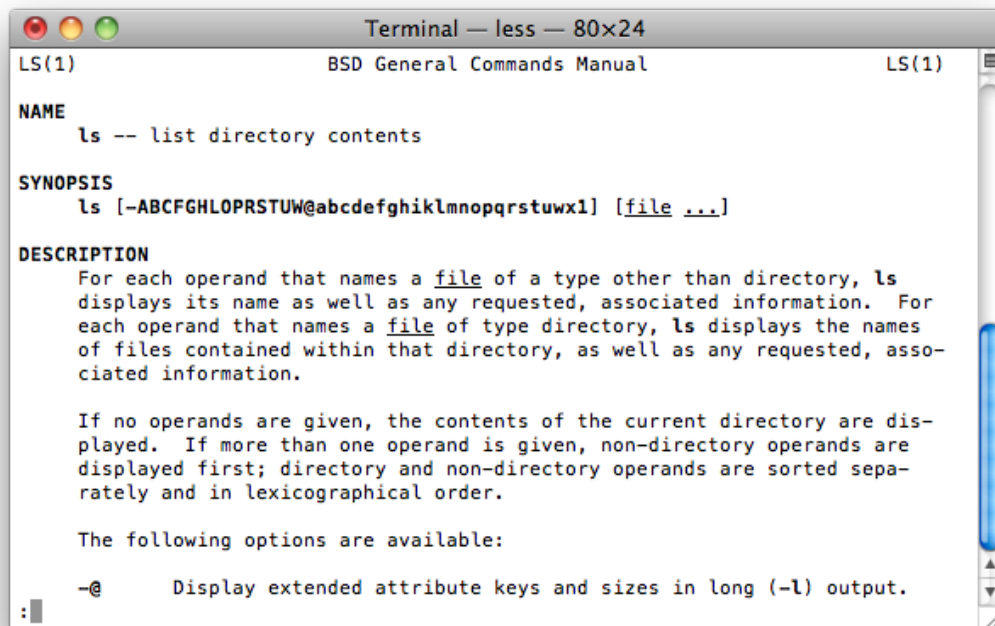 Terminal — less — 80×24
LS(1) BSD General Commands Manual LS(1)
NAME
ls -- list directory contents
SYNOPSIS
ls [-ABCFGHLOPRSTUW@abcdefghiklmnopqrstuwx1] [file ...]
DESCRIPTION
For each operand that names a file of a type other than directory, ls
displays its name as well as any requested, associated information. For
each operand that names a file of type directory, ls displays the names
of files contained within that directory, as well as any requested, asso-
ciated information.
If no operands are given, the contents of the current directory are dis-
played. If more than one operand is given, non-directory operands are
displayed first; directory and non-directory operands are sorted sepa-
rately and in lexicographical order.
The following options are available:
-@ Display extended attribute keys and sizes in long (-l) output.
: